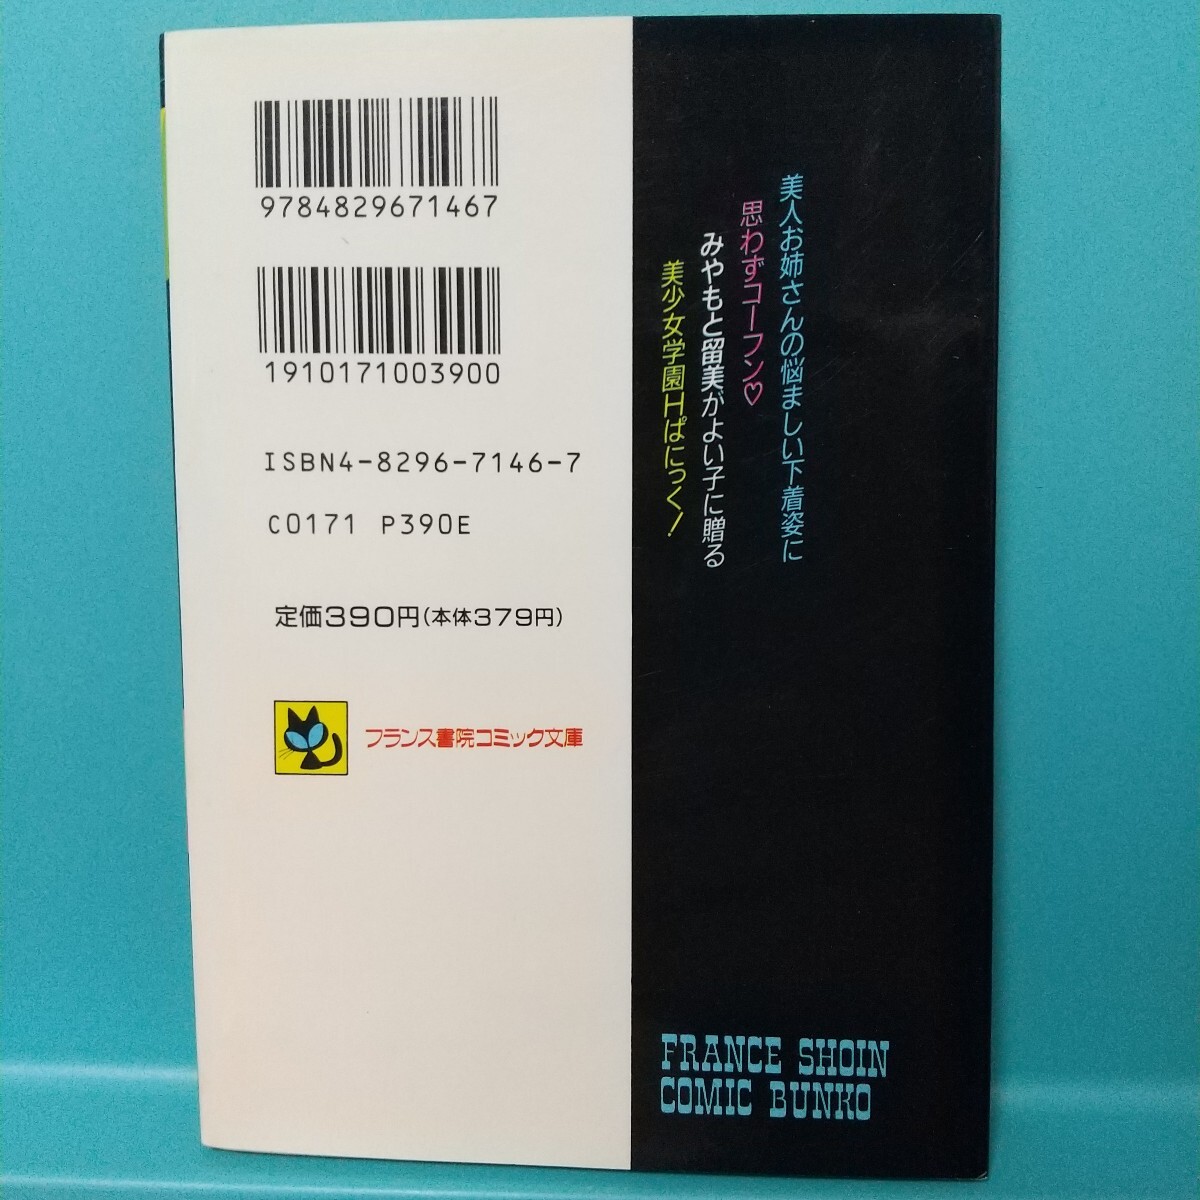 9784829671467
1910171003900
ISBN4-8296-7146-7
C0171 P390E
定価390円(本体379円)
フランス書院コミック文庫
美人お姉さんの悩ましい下着姿に
思わずコーフン♡
みやもと留美がよい子に贈る
美少女学園Hぱにっく!
FRANCE SHOIN
COMIC BUNKO